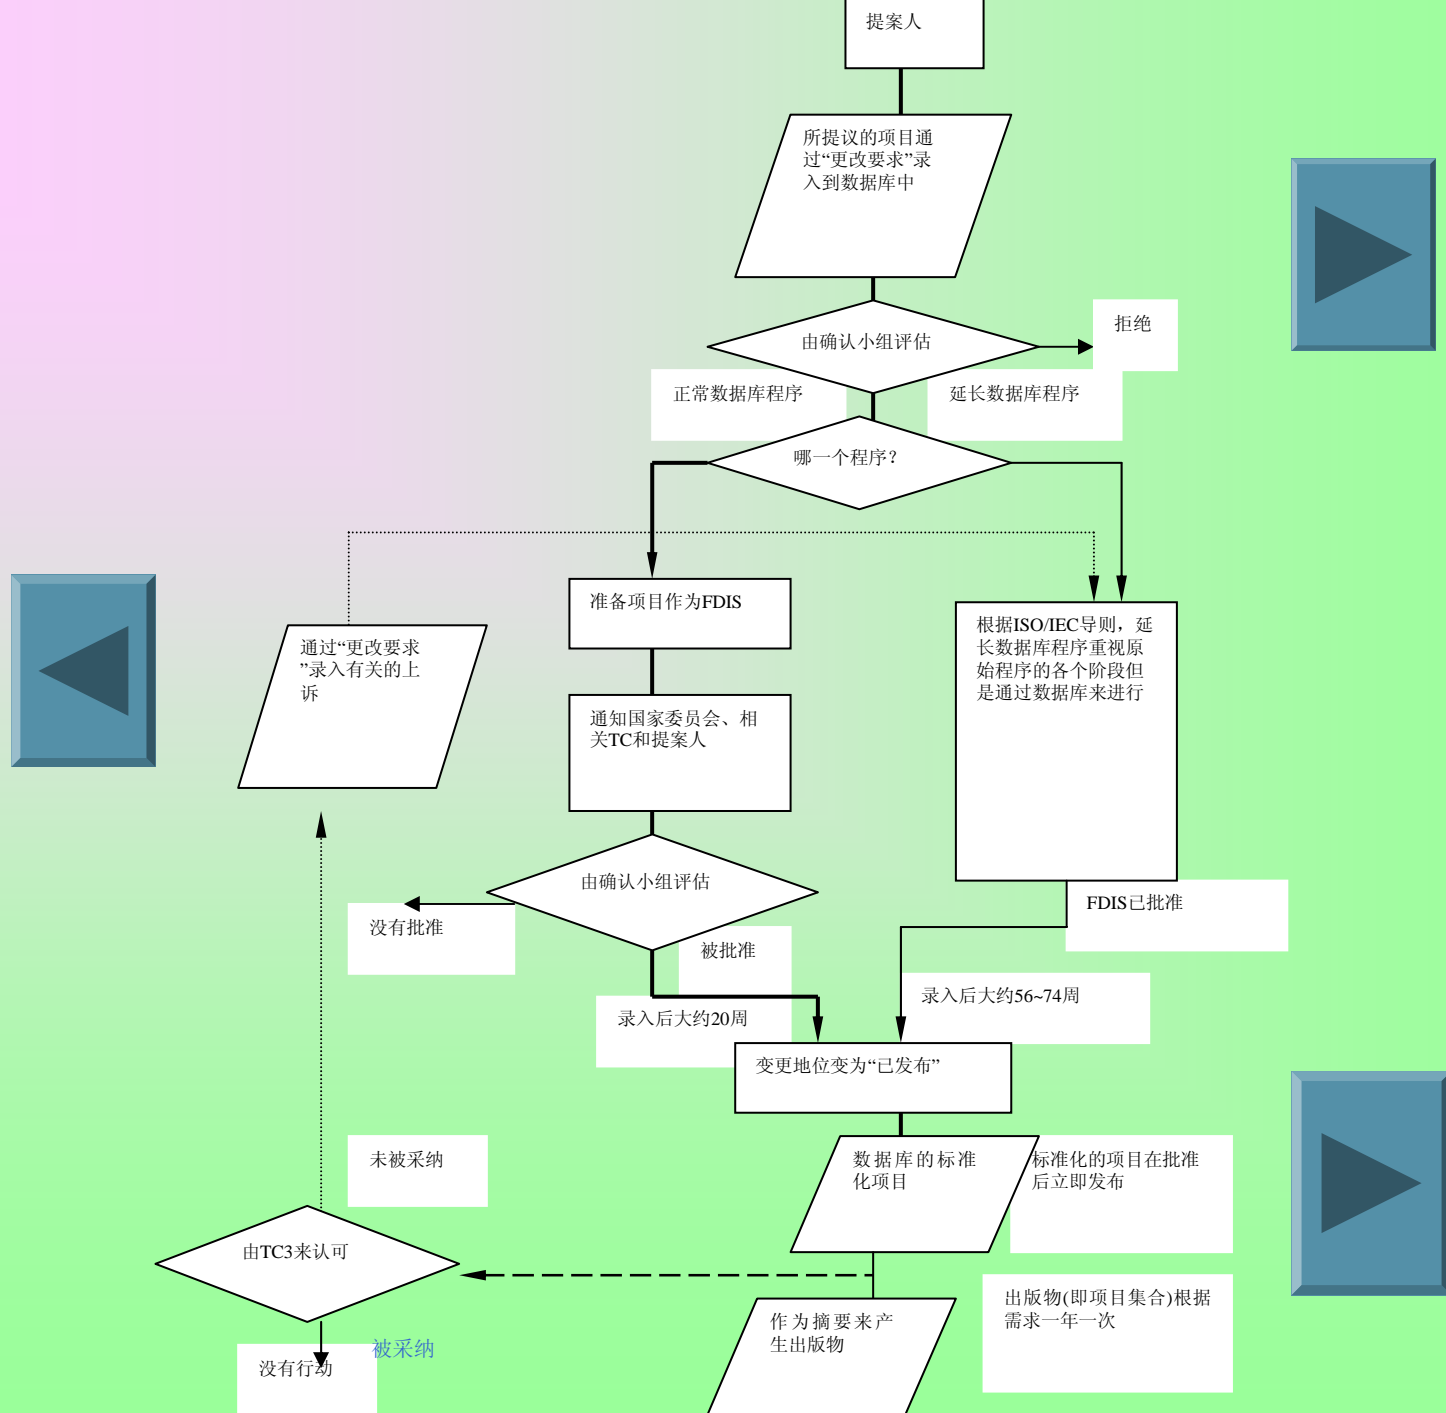 提案人
所提议的项目通
过“更改要求”录
入到数据库中
由确认小组评估
拒绝
正常数据库程序
延长数据库程序
哪一个程序?
准备项目作为FDIS
根据ISO/IEC导则，延
长数据库程序重视原
始程序的各个阶段但
是通过数据库来进行
通过“更改要求
”录入有关的上
诉
通知国家委员会、相
关TC和提案人
由确认小组评估
FDIS已批准
没有批准
被批准
录入后大约56~74周
录入后大约20周
变更地位变为“已发布”
未被采纳
数据库的标准
化项目
标准化的项目在批准
后立即发布
由TC3来认可
出版物(即项目集合)根据
需求一年一次
作为摘要来产
生出版物
被采纳
没有行动